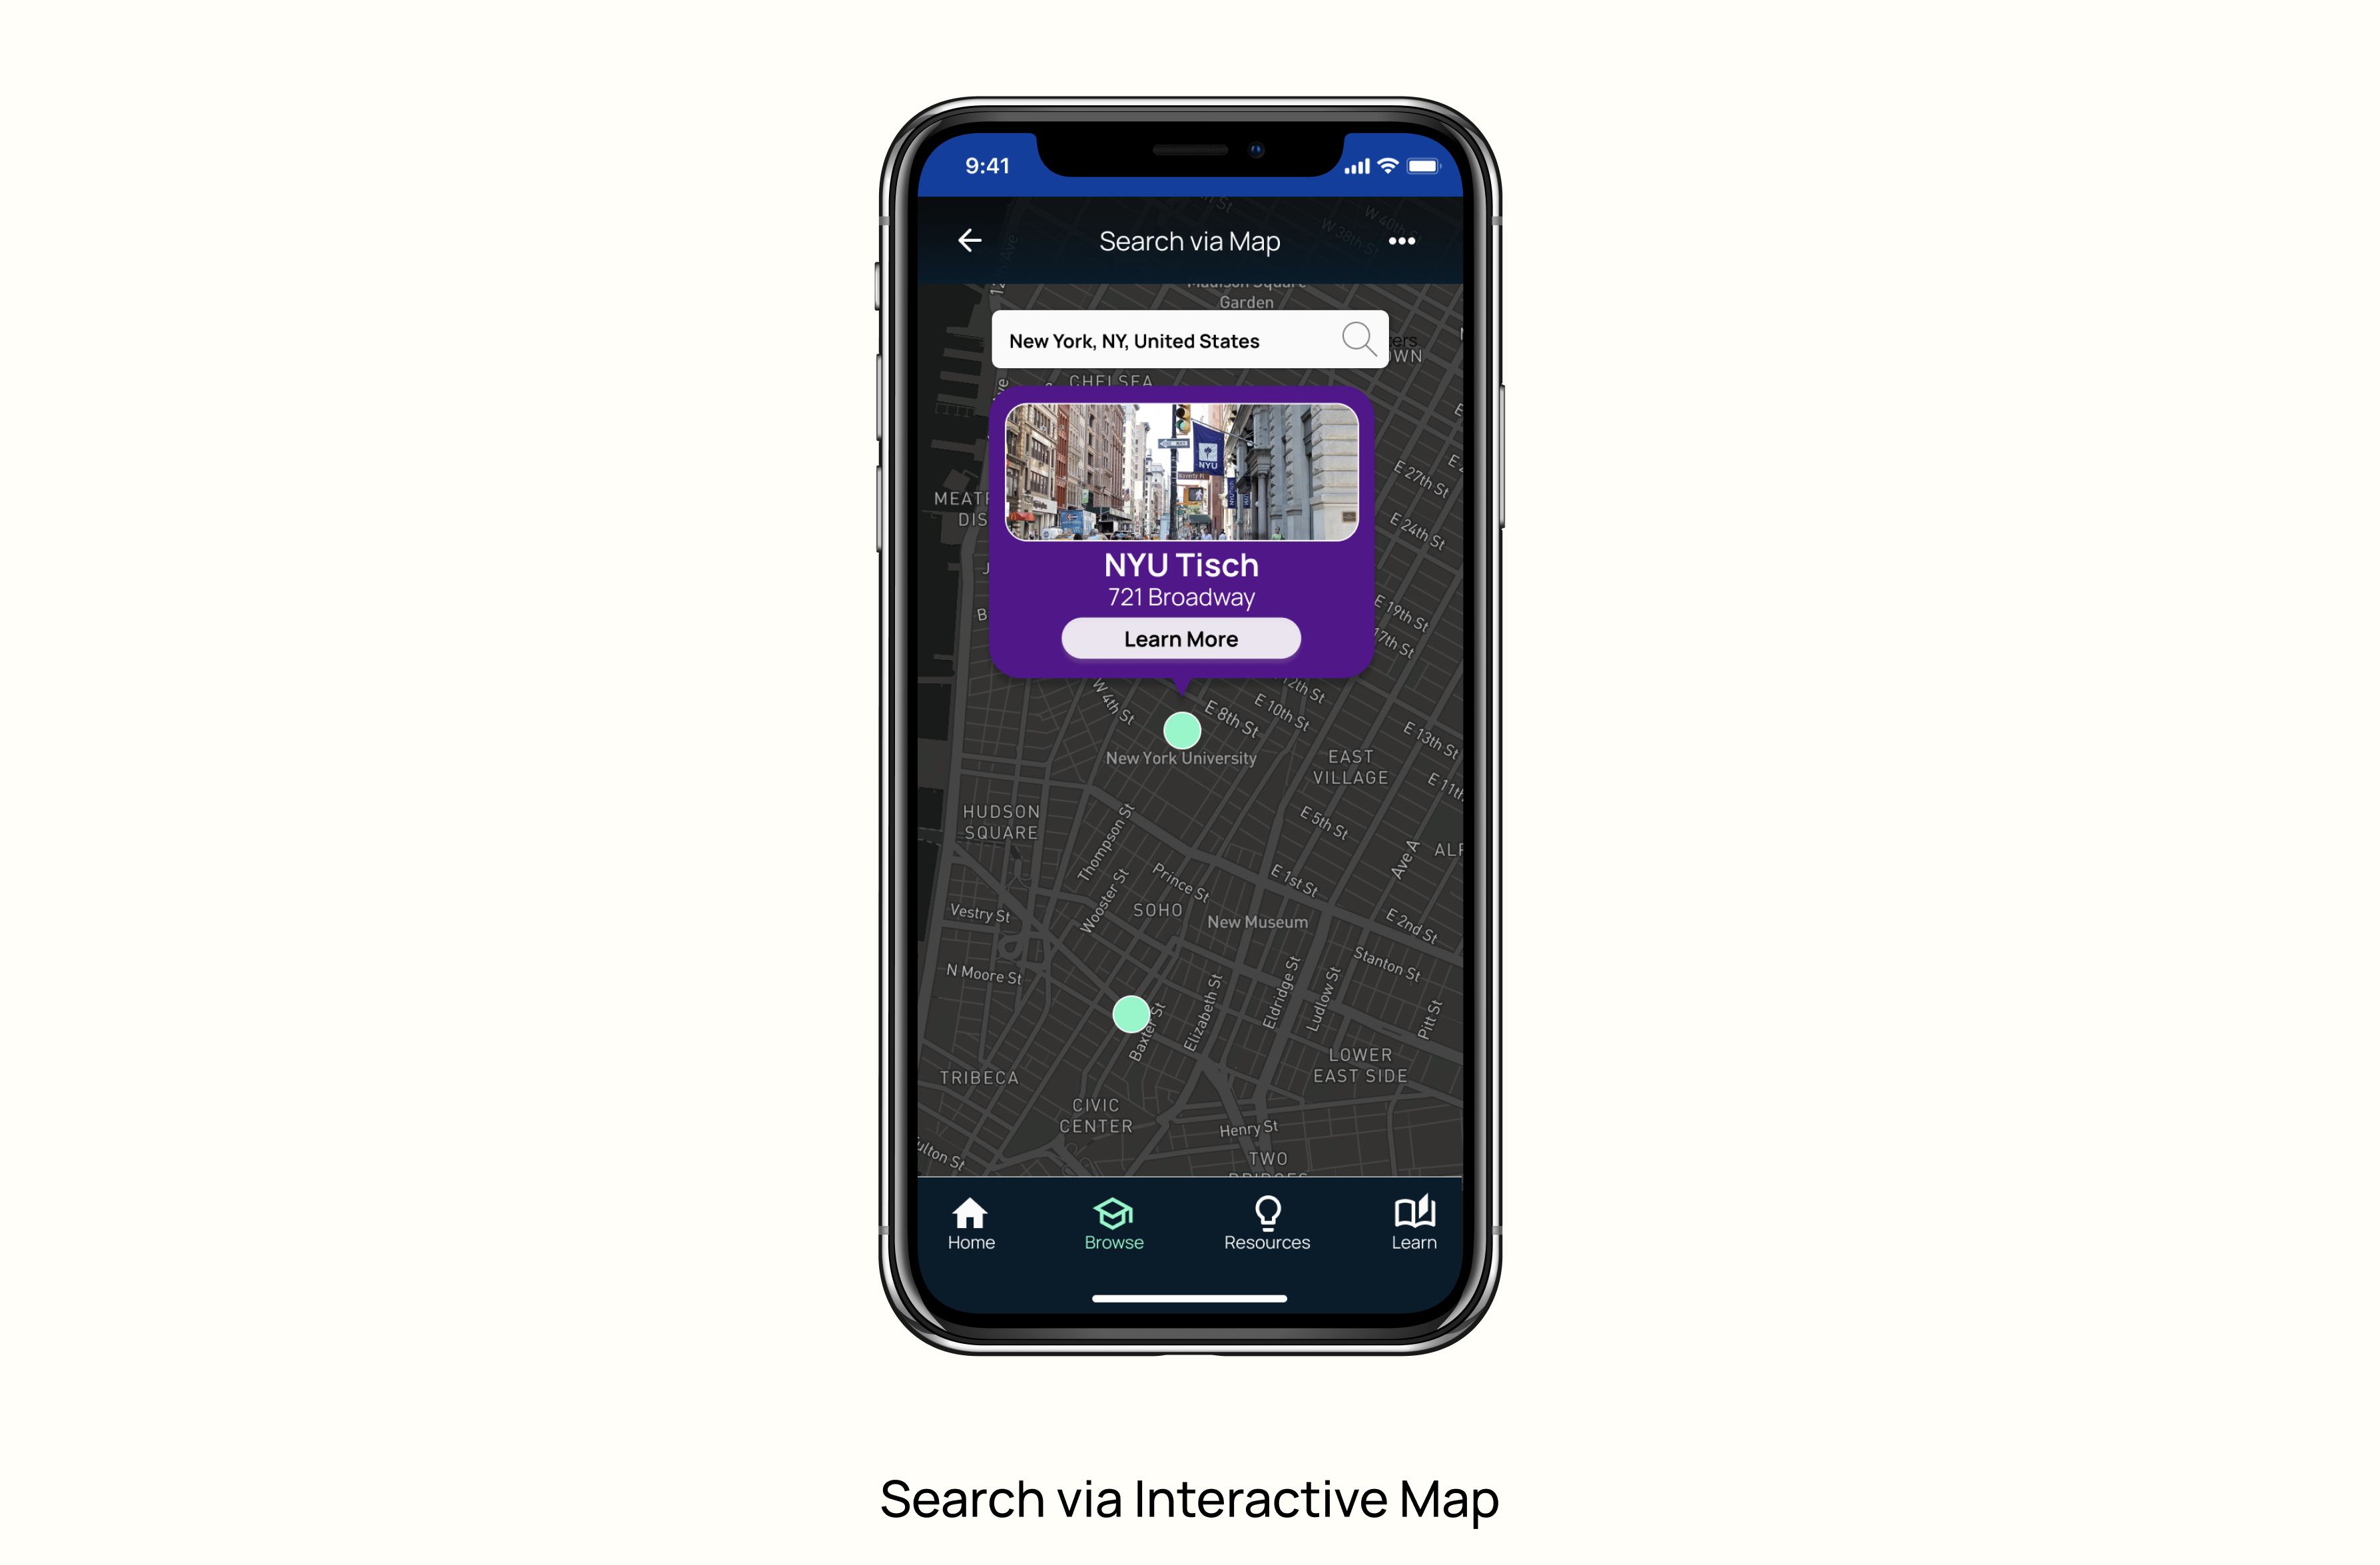 9:41
Search via Map
W 40th St
W 38th St
Garden
New York, NY, United States
CHELSEA
NYU
E 27th St
E 24th St
NYU Tisch
721 Broadway
E 19th St
17th St
Learn More
W 4th St
12th St
E 8th St
E 10th St
New York University
E 13th St
EAST
VILLAGE
E 11th
HUDSON
SQUARE
Thompson St
E 5th St
Ave A
Wooster St
Prince St
E 1st St
Vestry St
SOHO
New Museum
E 2nd St
N Moore St
Stanton St
Baxter St
Elizabeth St
Eldridge St
Ludlow St
Pitt St
LOWER
EAST SIDE
TRIBECA
CIVIC
CENTER
Henry St
TWO
Home
Browse
Resources
Learn
Search via Interactive Map